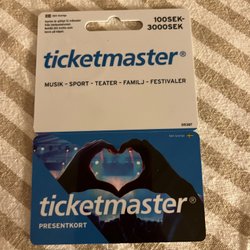 100SEK-
3000SEK
ticketmaster®
MUSIK - SPORT - TEATER - FAMILJ - FESTIVALER
ticketmaster®
PRESENTKORT